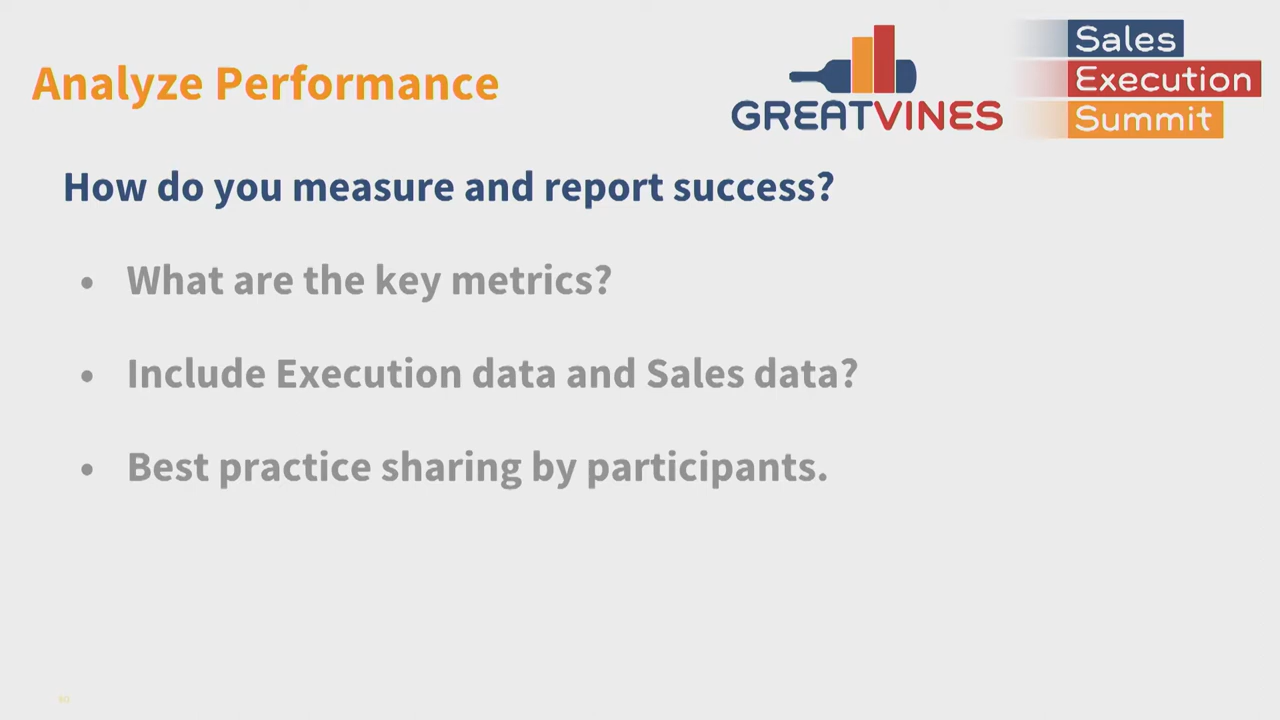 Analyze Performance
GREATVINES
Sales
Execution
Summit
How do you measure and report success?
• What are the key metrics?
• Include Execution data and Sales data?
• Best practice sharing by participants.